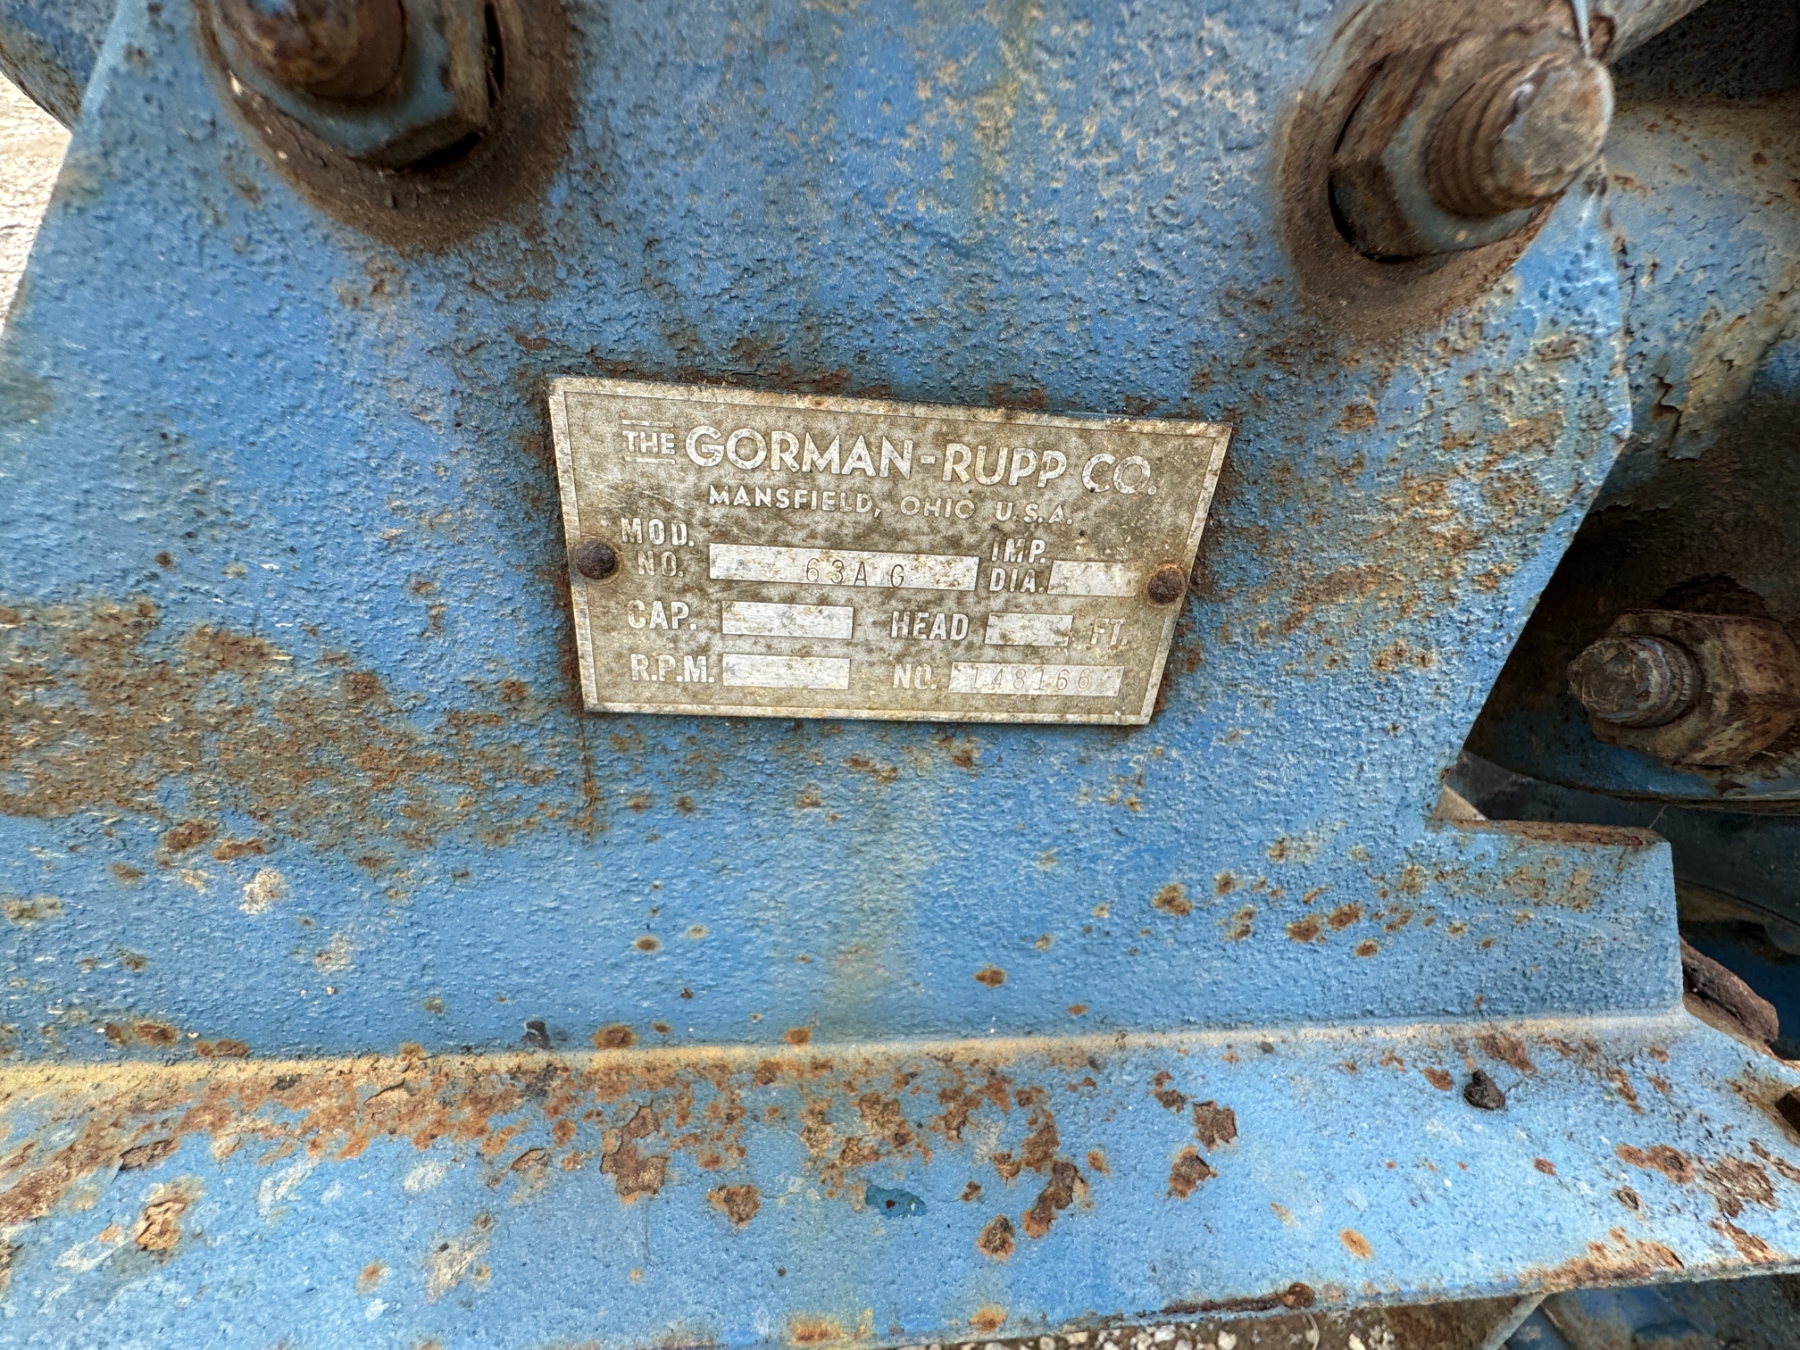 THE GORMAN-RUPP CO.
MANSFIELD, OHIO U.S.A.
MOD. NO. 63A G IMP. DIA.
CAP. HEAD FT.
R.P.M. NO. 148166